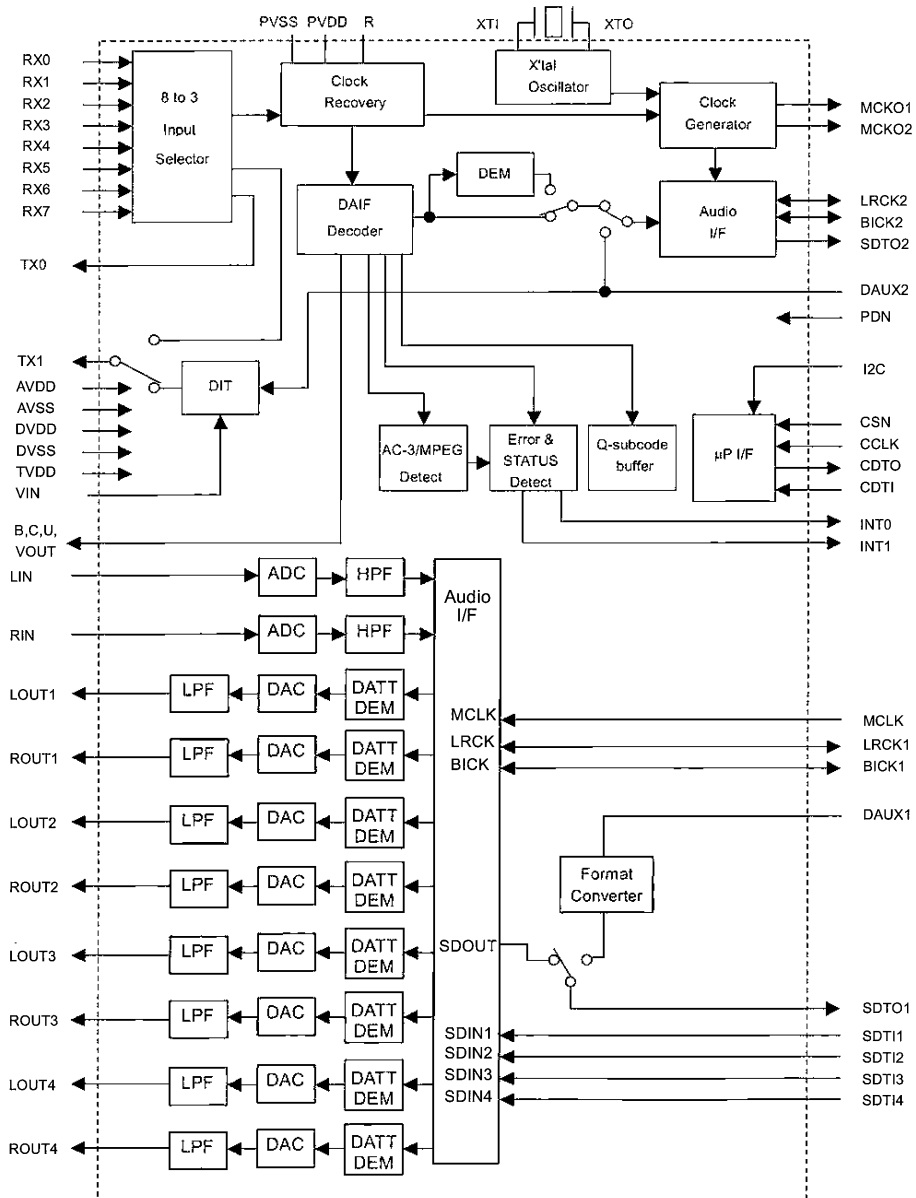 PVSS PVDD R XTI XTO
RX0
RX1
RX2
RX3
RX4
RX5
RX6
RX7
8 to 3
Input
Selector
Clock
Recovery
X'tal
Oscillator
Clock
Generator
MCKO1
MCKO2
DEM
DAIF
Decoder
Audio
I/F
LRCK2
BICK2
SDTO2
TX0
DAUX2
PDN
TX1
AVDD
AVSS
DVDD
DVSS
TVDD
VIN
DIT
I2C
AC-3/MPEG
Detect
Error &
STATUS
Detect
Q-subcode
buffer
µP I/F
CSN
CCLK
CDTO
CDTI
INT0
INT1
B,C,U,
VOUT
LIN
ADC HPF
Audio
I/F
RIN
ADC HPF
LOUT1
LPF DAC DATT
DEM
MCLK
LRCK
BICK
MCLK
LRCK1
BICK1
ROUT1
LPF DAC DATT
DEM
LOUT2
LPF DAC DATT
DEM
DAUX1
Format
Converter
ROUT2
LPF DAC DATT
DEM
LOUT3
LPF DAC DATT
DEM
SDOUT
ROUT3
LPF DAC DATT
DEM
SDTO1
SDIN1
SDIN2
SDIN3
SDIN4
SDTI1
SDTI2
SDTI3
SDTI4
LOUT4
LPF DAC DATT
DEM
ROUT4
LPF DAC DATT
DEM